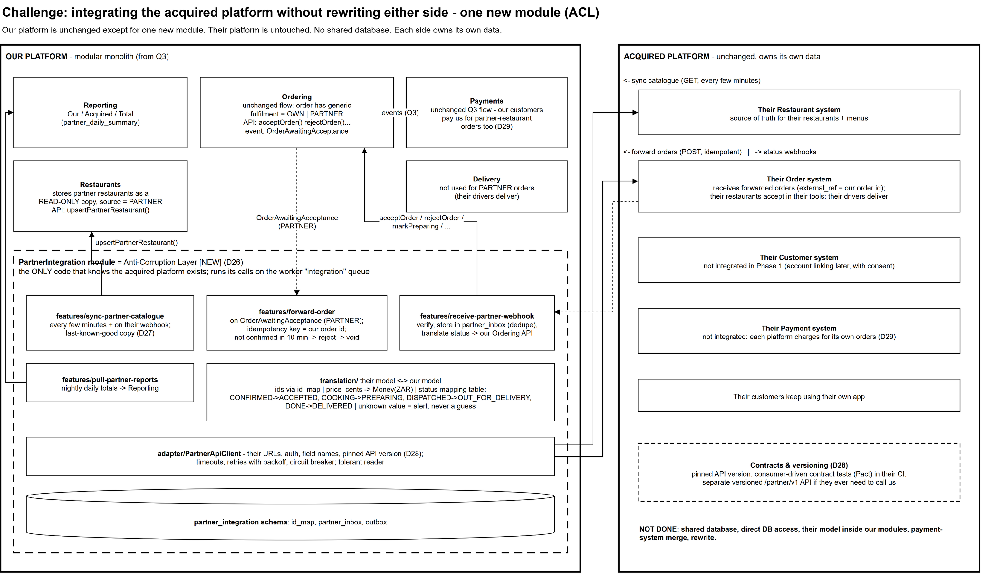 Challenge: integrating the acquired platform without rewriting either side - one new module (ACL)
Our platform is unchanged except for one new module. Their platform is untouched. No shared database. Each side owns its own data.
OUR PLATFORM - modular monolith (from Q3)
Reporting
Our / Acquired / Total
(partner_daily_summary)
Ordering
unchanged flow; order has generic
fulfilment = OWN | PARTNER
API: acceptOrder() rejectOrder()...
event: OrderAwaitingAcceptance
events (Q3)
Payments
unchanged Q3 flow - our customers
pay us for partner-restaurant
orders too (D29)
Restaurants
stores partner restaurants as a
READ-ONLY copy, source = PARTNER
API: upsertPartnerRestaurant()
Delivery
not used for PARTNER orders
(their drivers deliver)
OrderAwaitingAcceptance
(PARTNER)
acceptOrder / rejectOrder /
markPreparing / ...
upsertPartnerRestaurant()
PartnerIntegration module = Anti-Corruption Layer [NEW] (D26)
the ONLY code that knows the acquired platform exists; runs its calls on the worker "integration" queue
features/sync-partner-catalogue
every few minutes + on their webhook;
last-known-good copy (D27)
features/forward-order
on OrderAwaitingAcceptance (PARTNER);
idempotency key = our order id;
not confirmed in 10 min -> reject -> void
features/receive-partner-webhook
verify, store in partner_inbox (dedupe),
translate status -> our Ordering API
features/pull-partner-reports
nightly daily totals -> Reporting
translation/ their model <-> our model
ids via id_map | price_cents -> Money(ZAR) | status mapping table:
CONFIRMED->ACCEPTED, COOKING->PREPARING, DISPATCHED->OUT_FOR_DELIVERY,
DONE->DELIVERED | unknown value = alert, never a guess
adapter/PartnerApiClient - their URLs, auth, field names, pinned API version (D28);
timeouts, retries with backoff, circuit breaker; tolerant reader
partner_integration schema: id_map, partner_inbox, outbox
ACQUIRED PLATFORM - unchanged, owns its own data
<- sync catalogue (GET, every few minutes)
Their Restaurant system
source of truth for their restaurants + menus
<- forward orders (POST, idempotent) | -> status webhooks
Their Order system
receives forwarded orders (external_ref = our order id);
their restaurants accept in their tools; their drivers deliver
Their Customer system
not integrated in Phase 1 (account linking later, with consent)
Their Payment system
not integrated: each platform charges for its own orders (D29)
Their customers keep using their own app
Contracts & versioning (D28)
pinned API version, consumer-driven contract tests (Pact) in their CI,
separate versioned /partner/v1 API if they ever need to call us
NOT DONE: shared database, direct DB access, their model inside our modules, payment-
system merge, rewrite.